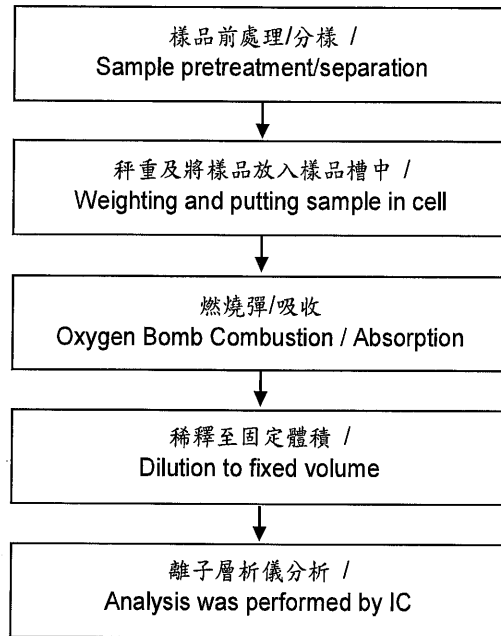 樣品前處理/分樣 /
Sample pretreatment/separation
秤重及將樣品放入樣品槽中 /
Weighting and putting sample in cell
燃燒彈/吸收
Oxygen Bomb Combustion / Absorption
稀釋至固定體積 /
Dilution to fixed volume
離子層析儀分析 /
Analysis was performed by IC